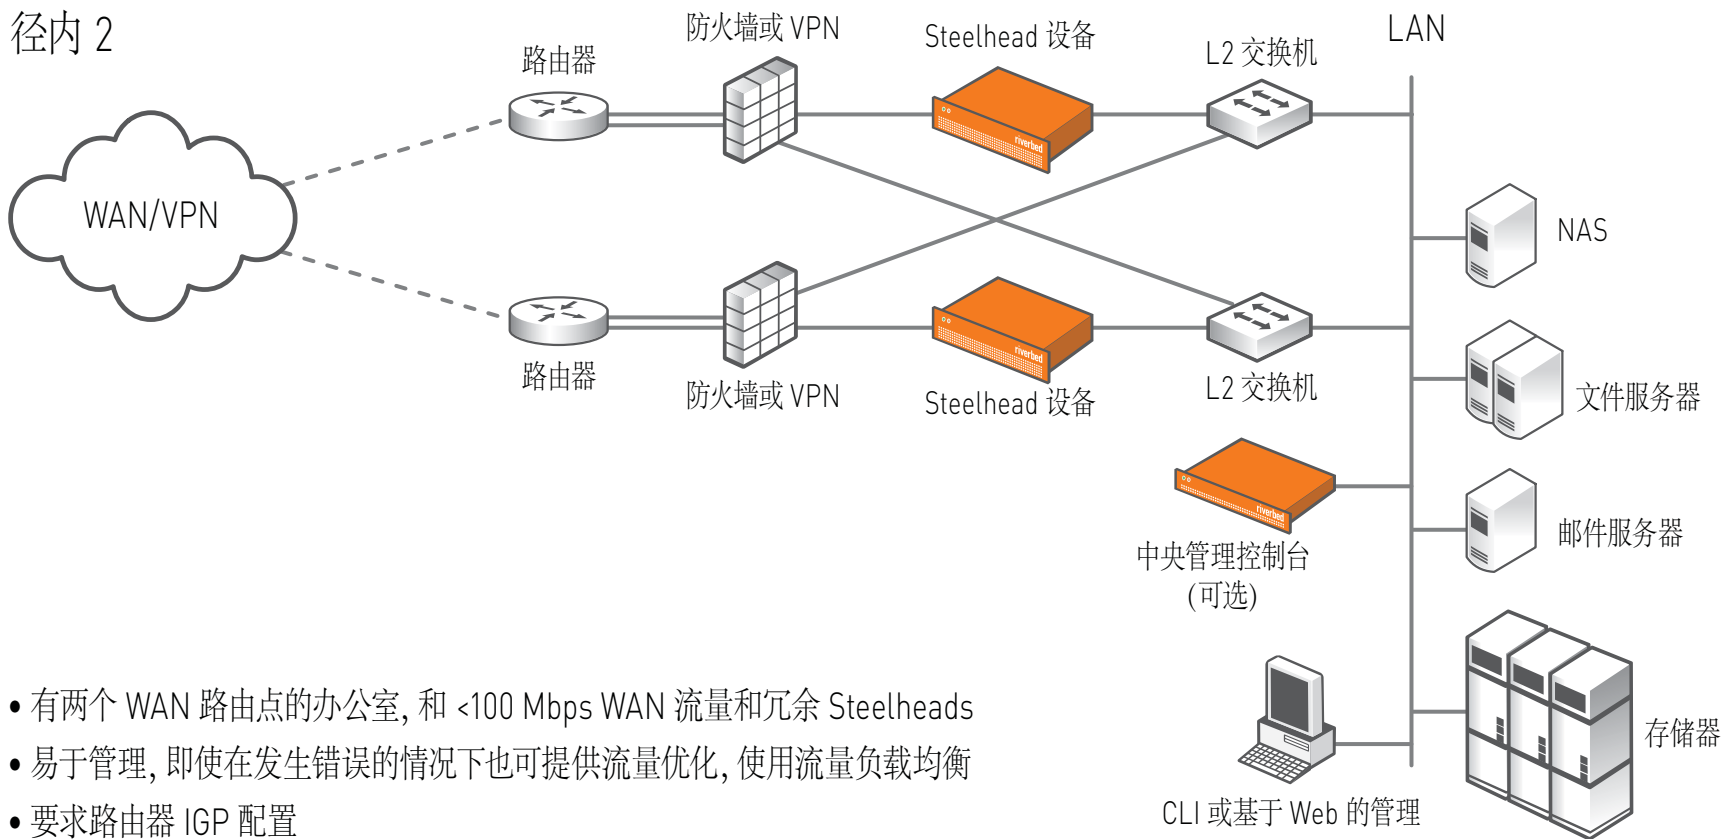 径内 2
路由器
防火墙或 VPN
Steelhead 设备
L2 交换机
LAN
riverbed
WAN/VPN
NAS
riverbed
路由器
防火墙或 VPN
Steelhead 设备
L2 交换机
文件服务器
riverbed
中央管理控制台
(可选)
邮件服务器
• 有两个 WAN 路由点的办公室, 和 <100 Mbps WAN 流量和冗余 Steelheads
• 易于管理, 即使在发生错误的情况下也可提供流量优化, 使用流量负载均衡
• 要求路由器 IGP 配置
CLI 或基于 Web 的管理
存储器